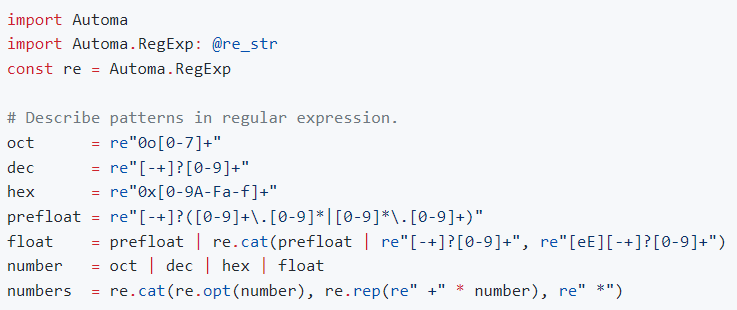 import Automa
import Automa.RegExp: @re_str
const re = Automa.RegExp
# Describe patterns in regular expression.
oct      = re"0o[0-7]+"
dec      = re"[-+]?[0-9]+"
hex      = re"0x[0-9A-Fa-f]+"
prefloat = re"[-+]?([0-9]+\.[0-9]*|[0-9]*\.[0-9]+)"
float    = prefloat | re.cat(prefloat | re"[-+]?[0-9]+", re"[eE][-+]?[0-9]+")
number   = oct | dec | hex | float
numbers  = re.cat(re.opt(number), re.rep(re" +" * number), re" *")